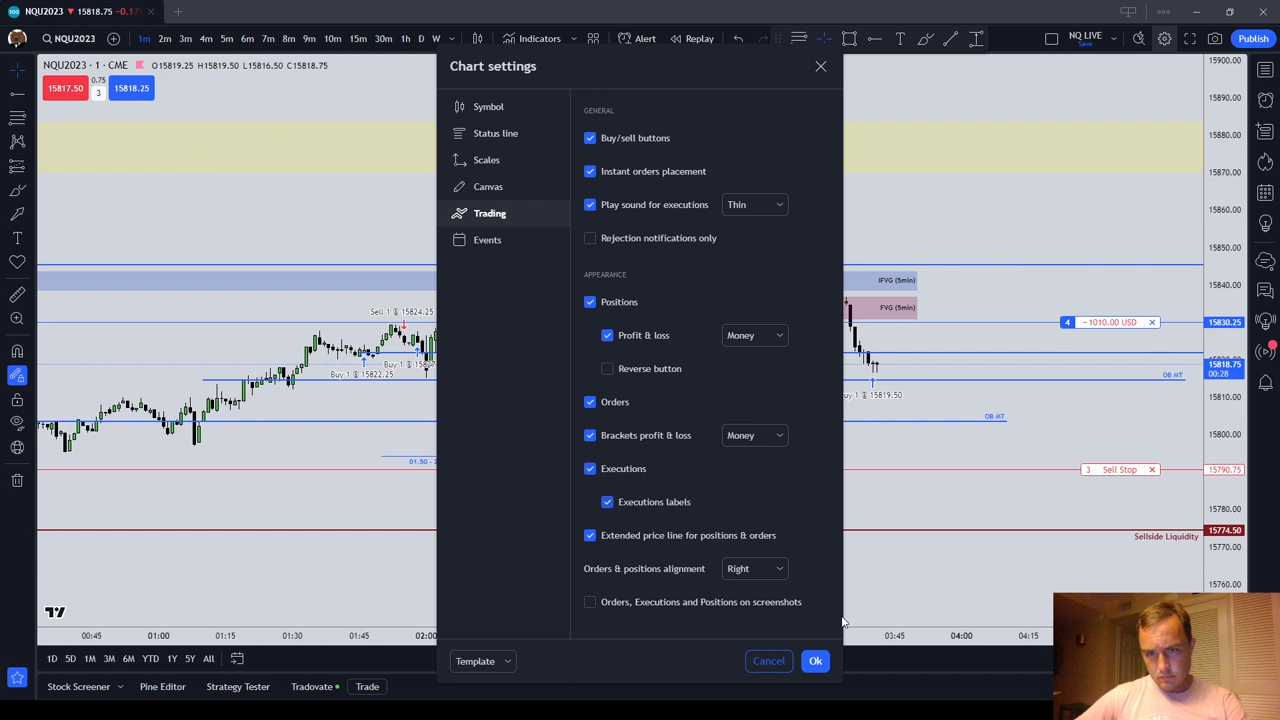 NQU2023 ▼ 15818.75 -0.17%
NQU2023
1m 2m 3m 4m 5m 6m 7m 8m 9m 10m 15m 30m 1h D W
Indicators
Alert
Replay
NQ LIVE
Save
Publish
NQU2023 · 1 · CME O15819.25 H15819.50 L15816.50 C15818.75
15817.50
0.75
3
15818.25
Chart settings
Symbol
Status line
Scales
Canvas
Trading
Events
GENERAL
Buy/sell buttons
Instant orders placement
Play sound for executions Thin
Rejection notifications only
APPEARANCE
Positions
Profit & loss Money
Reverse button
Orders
Brackets profit & loss Money
Executions
Executions labels
Extended price line for positions & orders
Orders & positions alignment Right
Orders, Executions and Positions on screenshots
Template
Cancel
Ok
Sell 1 @ 15824.25
Buy 1 @ 15822.25
IFVG (5min)
FVG (5min)
4 −1010.00 USD
OB MT
OB MT
3 Sell Stop
Sellside Liquidity
15900.00
15890.00
15880.00
15870.00
15860.00
15850.00
15840.00
15830.25
15818.75
00:28
15810.00
15800.00
15790.75
15780.00
15774.50
15770.00
15760.00
00:45 01:00 01:15 01:30 01:45 02:00 03:45 04:00 04:15
1D 5D 1M 3M 6M YTD 1Y 5Y All
Stock Screener Pine Editor Strategy Tester Tradovate Trade